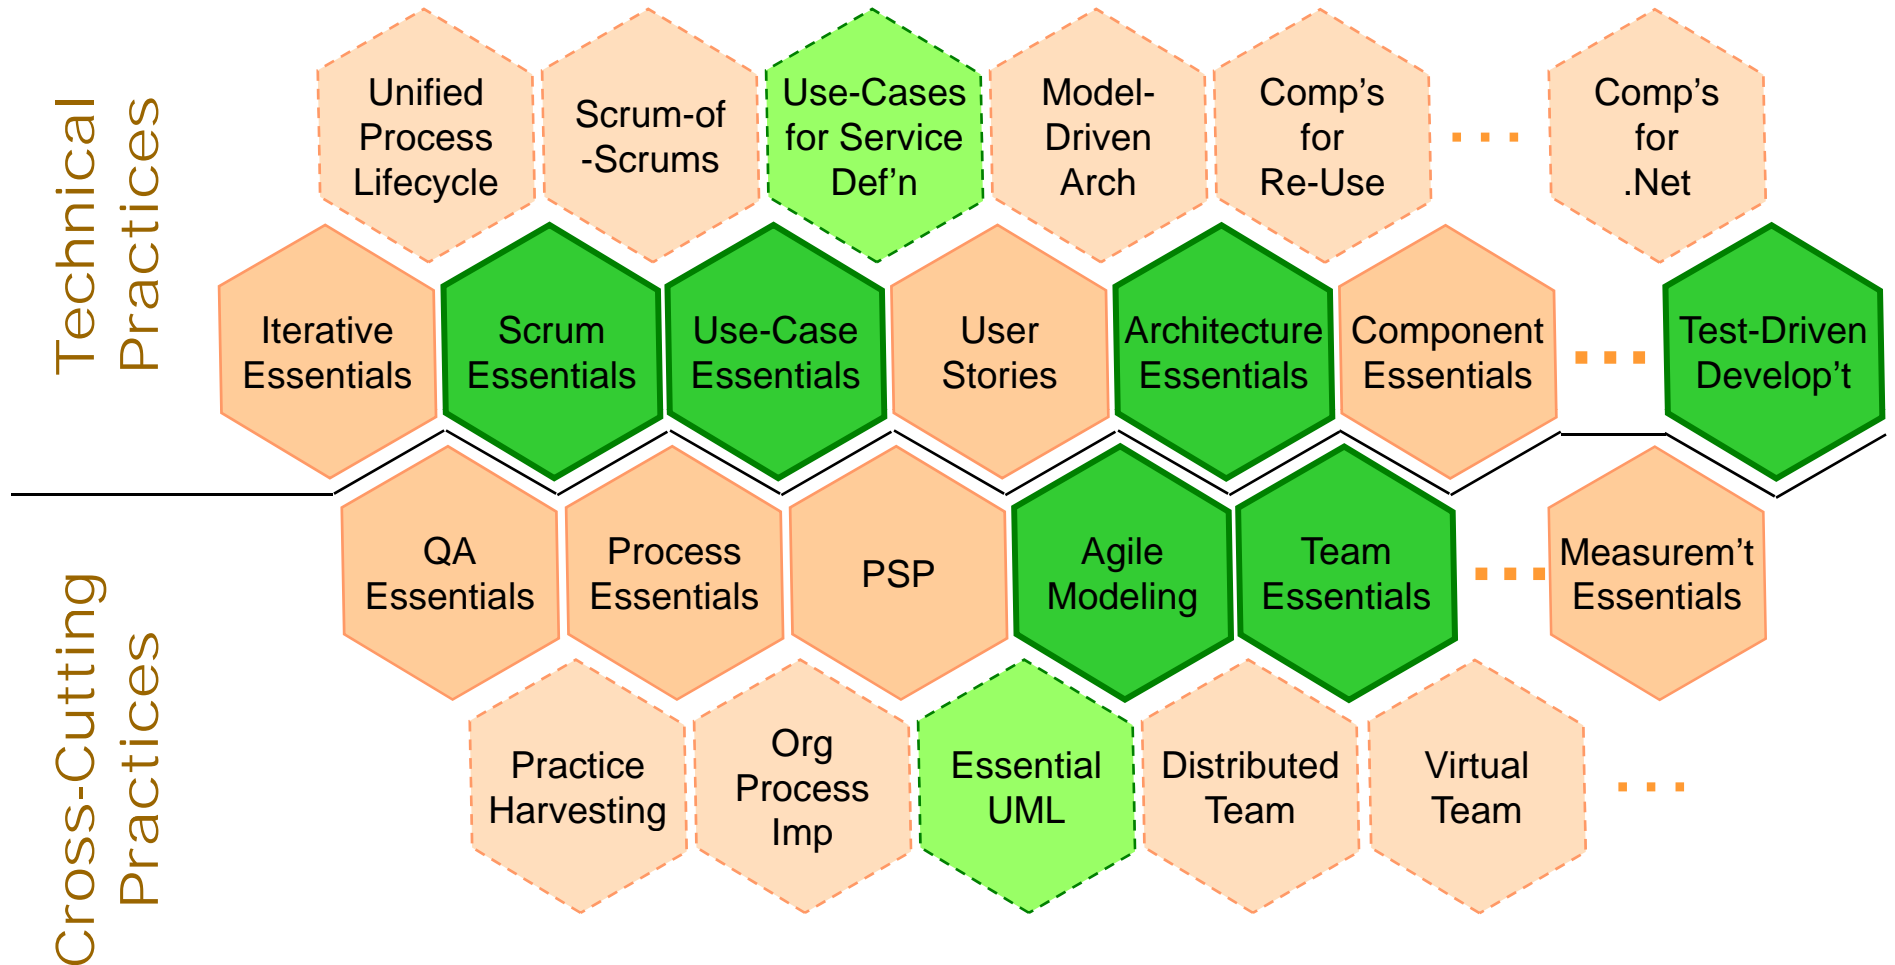 Technical
Practices
Unified
Process
Lifecycle
Scrum-of
-Scrums
Use-Cases
for Service
Def’n
Model-
Driven
Arch
Comp’s
for
Re-Use
Comp’s
for
.Net
Iterative
Essentials
Scrum
Essentials
Use-Case
Essentials
User
Stories
Architecture
Essentials
Component
Essentials
Test-Driven
Develop’t
Cross-Cutting
Practices
QA
Essentials
Process
Essentials
PSP
Agile
Modeling
Team
Essentials
Measurem’t
Essentials
Practice
Harvesting
Org
Process
Imp
Essential
UML
Distributed
Team
Virtual
Team